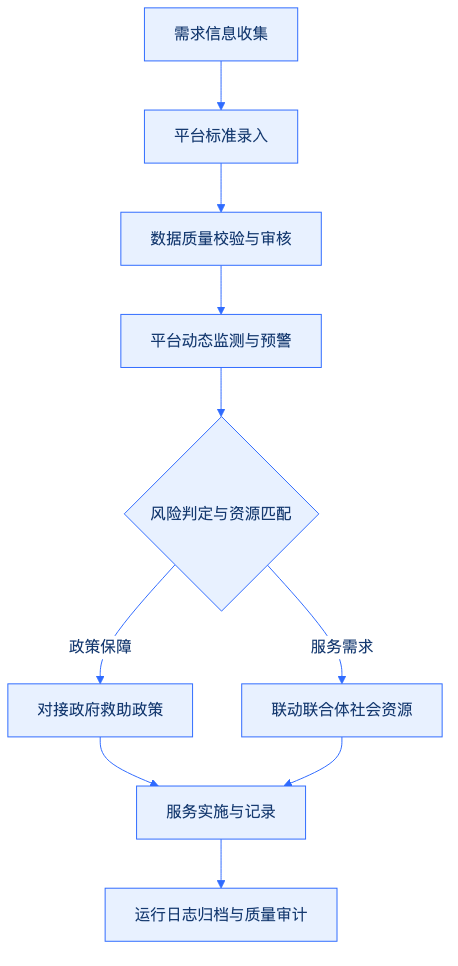 需求信息收集
平台标准录入
数据质量校验与审核
平台动态监测与预警
风险判定与资源匹配
政策保障
服务需求
对接政府救助政策
联动联合体社会资源
服务实施与记录
运行日志归档与质量审计